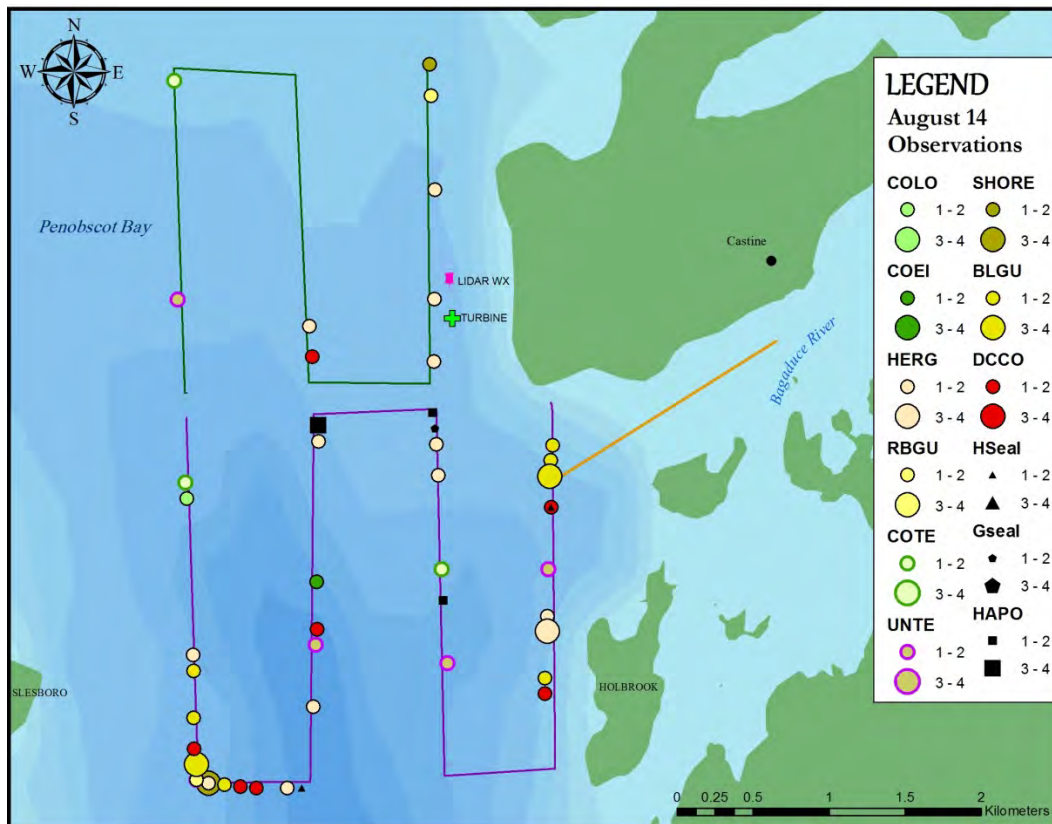 N
W E
S
Penobscot Bay
LIDAR WX
TURBINE
Castine
Bagaduce River
SLESBORO
HOLBROOK
LEGEND
August 14
Observations
COLO SHORE
1 - 2 1 - 2
3 - 4 3 - 4
COEI BLGU
1 - 2 1 - 2
3 - 4 3 - 4
HERG DCCO
1 - 2 1 - 2
3 - 4 3 - 4
RBGU HSeal
1 - 2 1 - 2
3 - 4 3 - 4
COTE Gseal
1 - 2 1 - 2
3 - 4 3 - 4
UNTE HAPO
1 - 2 1 - 2
3 - 4 3 - 4
0 0.25 0.5 1 1.5 2
Kilometers